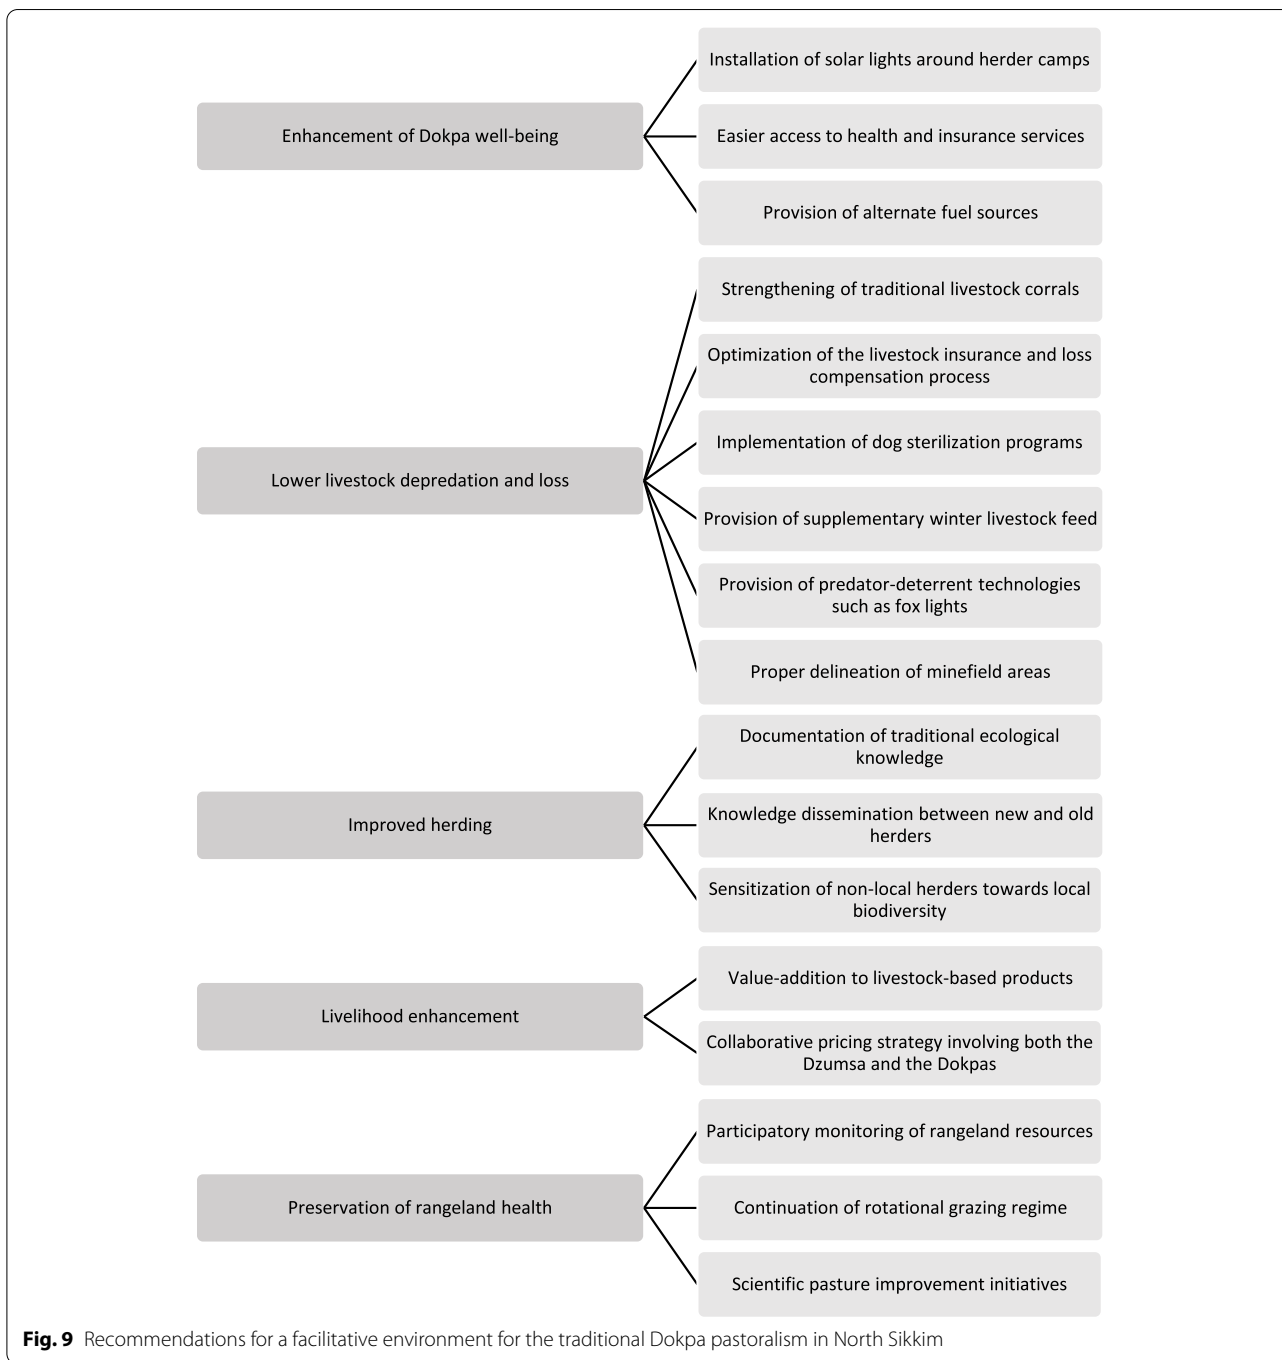 Enhancement of Dokpa well-being
Installation of solar lights around herder camps
Easier access to health and insurance services
Provision of alternate fuel sources
Lower livestock depredation and loss
Strengthening of traditional livestock corrals
Optimization of the livestock insurance and loss
compensation process
Implementation of dog sterilization programs
Provision of supplementary winter livestock feed
Provision of predator-deterrent technologies
such as fox lights
Proper delineation of minefield areas
Improved herding
Documentation of traditional ecological
knowledge
Knowledge dissemination between new and old
herders
Sensitization of non-local herders towards local
biodiversity
Livelihood enhancement
Value-addition to livestock-based products
Collaborative pricing strategy involving both the
Dzumsa and the Dokpas
Preservation of rangeland health
Participatory monitoring of rangeland resources
Continuation of rotational grazing regime
Scientific pasture improvement initiatives
Fig. 9 Recommendations for a facilitative environment for the traditional Dokpa pastoralism in North Sikkim